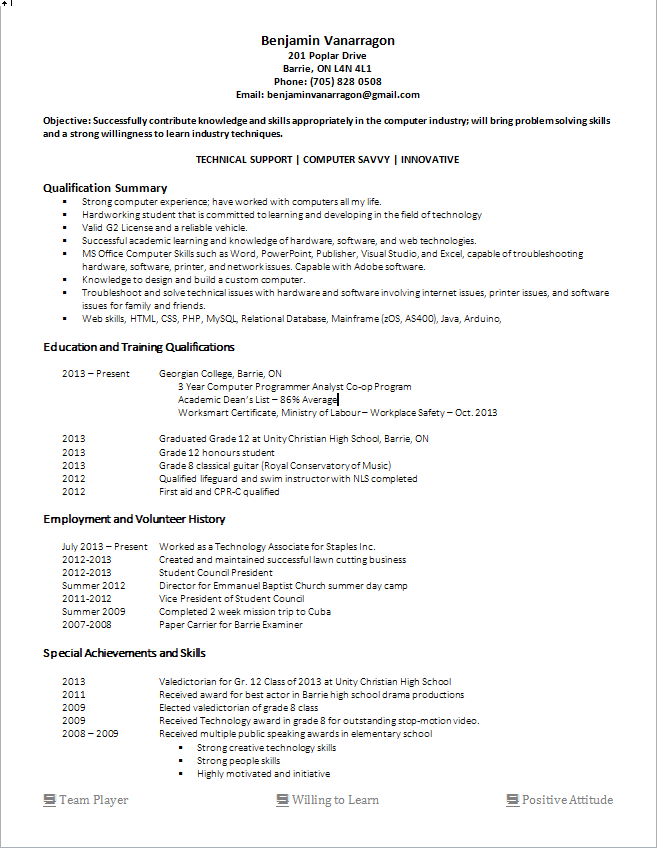 Benjamin Vanarragon
201 Poplar Drive
Barrie, ON L4N 4L1
Phone: (705) 828 0508
Email: benjaminvanarragon@gmail.com
Objective: Successfully contribute knowledge and skills appropriately in the computer industry; will bring problem solving skills
and a strong willingness to learn industry techniques.
TECHNICAL SUPPORT | COMPUTER SAVVY | INNOVATIVE
Qualification Summary
▪ Strong computer experience; have worked with computers all my life.
▪ Hardworking student that is committed to learning and developing in the field of technology
▪ Valid G2 License and a reliable vehicle.
▪ Successful academic learning and knowledge of hardware, software, and web technologies.
▪ MS Office Computer Skills such as Word, PowerPoint, Publisher, Visual Studio, and Excel, capable of troubleshooting
hardware, software, printer, and network issues. Capable with Adobe software.
▪ Knowledge to design and build a custom computer.
▪ Troubleshoot and solve technical issues with hardware and software involving internet issues, printer issues, and software
issues for family and friends.
▪ Web skills, HTML, CSS, PHP, MySQL, Relational Database, Mainframe (zOS, AS400), Java, Arduino,
Education and Training Qualifications
2013 – Present Georgian College, Barrie, ON
3 Year Computer Programmer Analyst Co-op Program
Academic Dean's List – 86% Average
Worksmart Certificate, Ministry of Labour – Workplace Safety – Oct. 2013
2013 Graduated Grade 12 at Unity Christian High School, Barrie, ON
2013 Grade 12 honours student
2013 Grade 8 classical guitar (Royal Conservatory of Music)
2012 Qualified lifeguard and swim instructor with NLS completed
2012 First aid and CPR-C qualified
Employment and Volunteer History
July 2013 – Present Worked as a Technology Associate for Staples Inc.
2012-2013 Created and maintained successful lawn cutting business
2012-2013 Student Council President
Summer 2012 Director for Emmanuel Baptist Church summer day camp
2011-2012 Vice President of Student Council
Summer 2009 Completed 2 week mission trip to Cuba
2007-2008 Paper Carrier for Barrie Examiner
Special Achievements and Skills
2013 Valedictorian for Gr. 12 Class of 2013 at Unity Christian High School
2011 Received award for best actor in Barrie high school drama productions
2009 Elected valedictorian of grade 8 class
2009 Received Technology award in grade 8 for outstanding stop-motion video.
2008 – 2009 Received multiple public speaking awards in elementary school
▪ Strong creative technology skills
▪ Strong people skills
▪ Highly motivated and initiative
Team Player Willing to Learn Positive Attitude